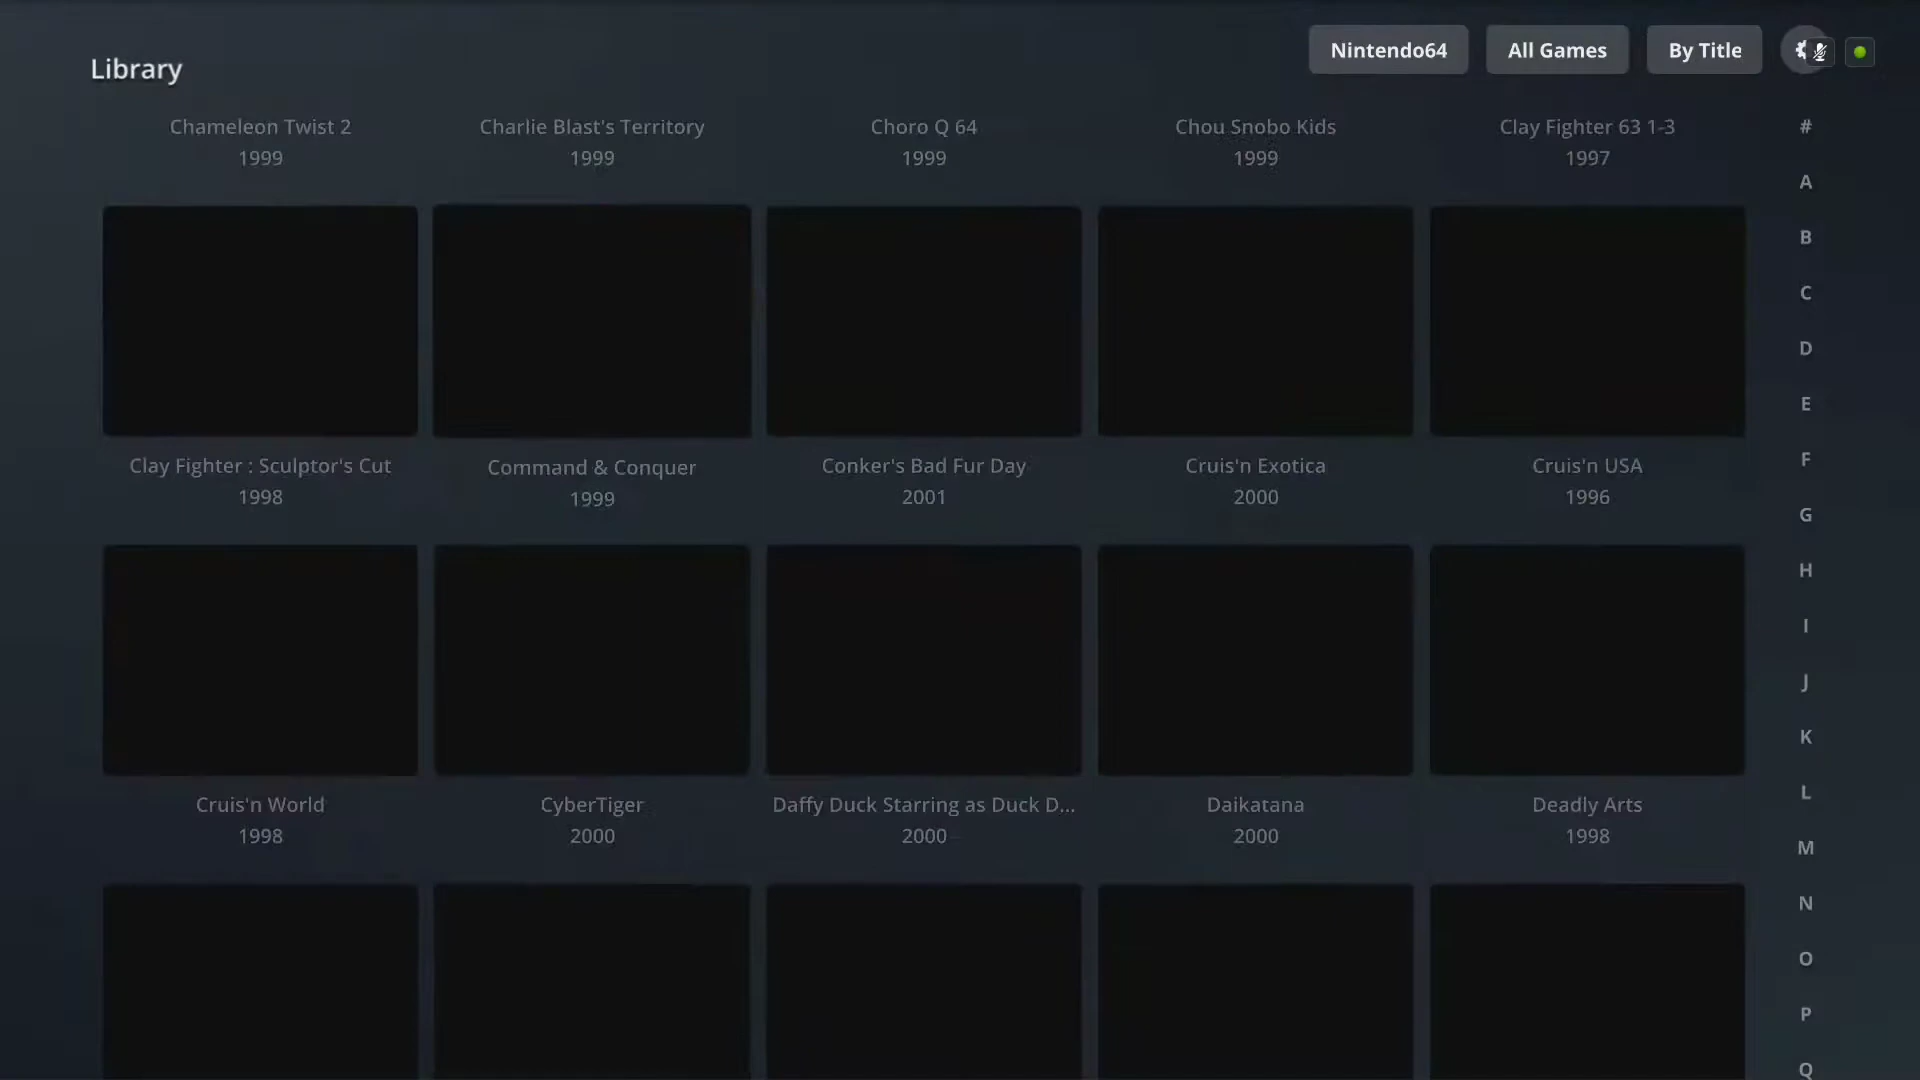 Library
Nintendo64
All Games
By Title
Chameleon Twist 2
1999
Charlie Blast's Territory
1999
Choro Q 64
1999
Chou Snobo Kids
1999
Clay Fighter 63 1-3
1997
Clay Fighter : Sculptor's Cut
1998
Command & Conquer
1999
Conker's Bad Fur Day
2001
Cruis'n Exotica
2000
Cruis'n USA
1996
Cruis'n World
1998
CyberTiger
2000
Daffy Duck Starring as Duck D...
2000
Daikatana
2000
Deadly Arts
1998
#
A
B
C
D
E
F
G
H
I
J
K
L
M
N
O
P
Q